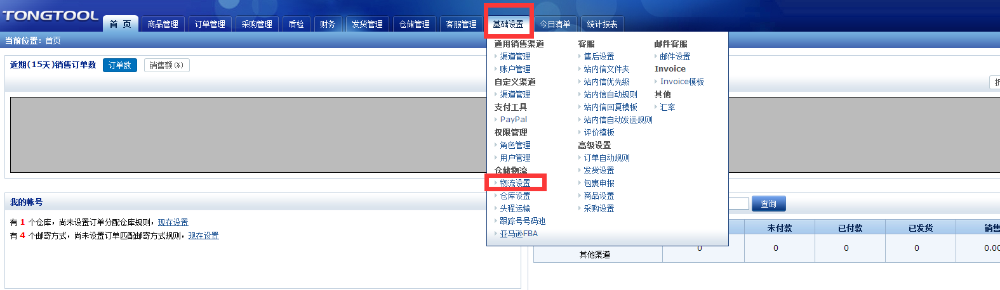 TONGTOOL
首 页 商品管理 订单管理 采购管理 质检 财务 发货管理 仓储管理 客服管理 基础设置 今日清单 统计报表
当前位置：首页
近期(15天)销售订单数 订单数 销售额(¥)
通用销售渠道
渠道管理
账户管理
自定义渠道
渠道管理
支付工具
PayPal
权限管理
角色管理
用户管理
仓储物流
物流设置
仓库设置
头程运输
跟踪号号码池
亚马逊FBA
客服
售后设置
站内信文件夹
站内信优先级
站内信自动规则
站内信回复模板
站内信自动发送规则
评价模板
高级设置
订单自动规则
发货设置
包裹申报
商品设置
采购设置
邮件客服
邮件设置
Invoice
Invoice模板
其他
汇率
我的帐号
有 1 个仓库，尚未设置订单分配仓库规则，现在设置
有 4 个邮寄方式，尚未设置订单匹配邮寄方式规则，现在设置
查询
未付款 已付款 已发货 销售
其他渠道 0 0 0 0 0.00